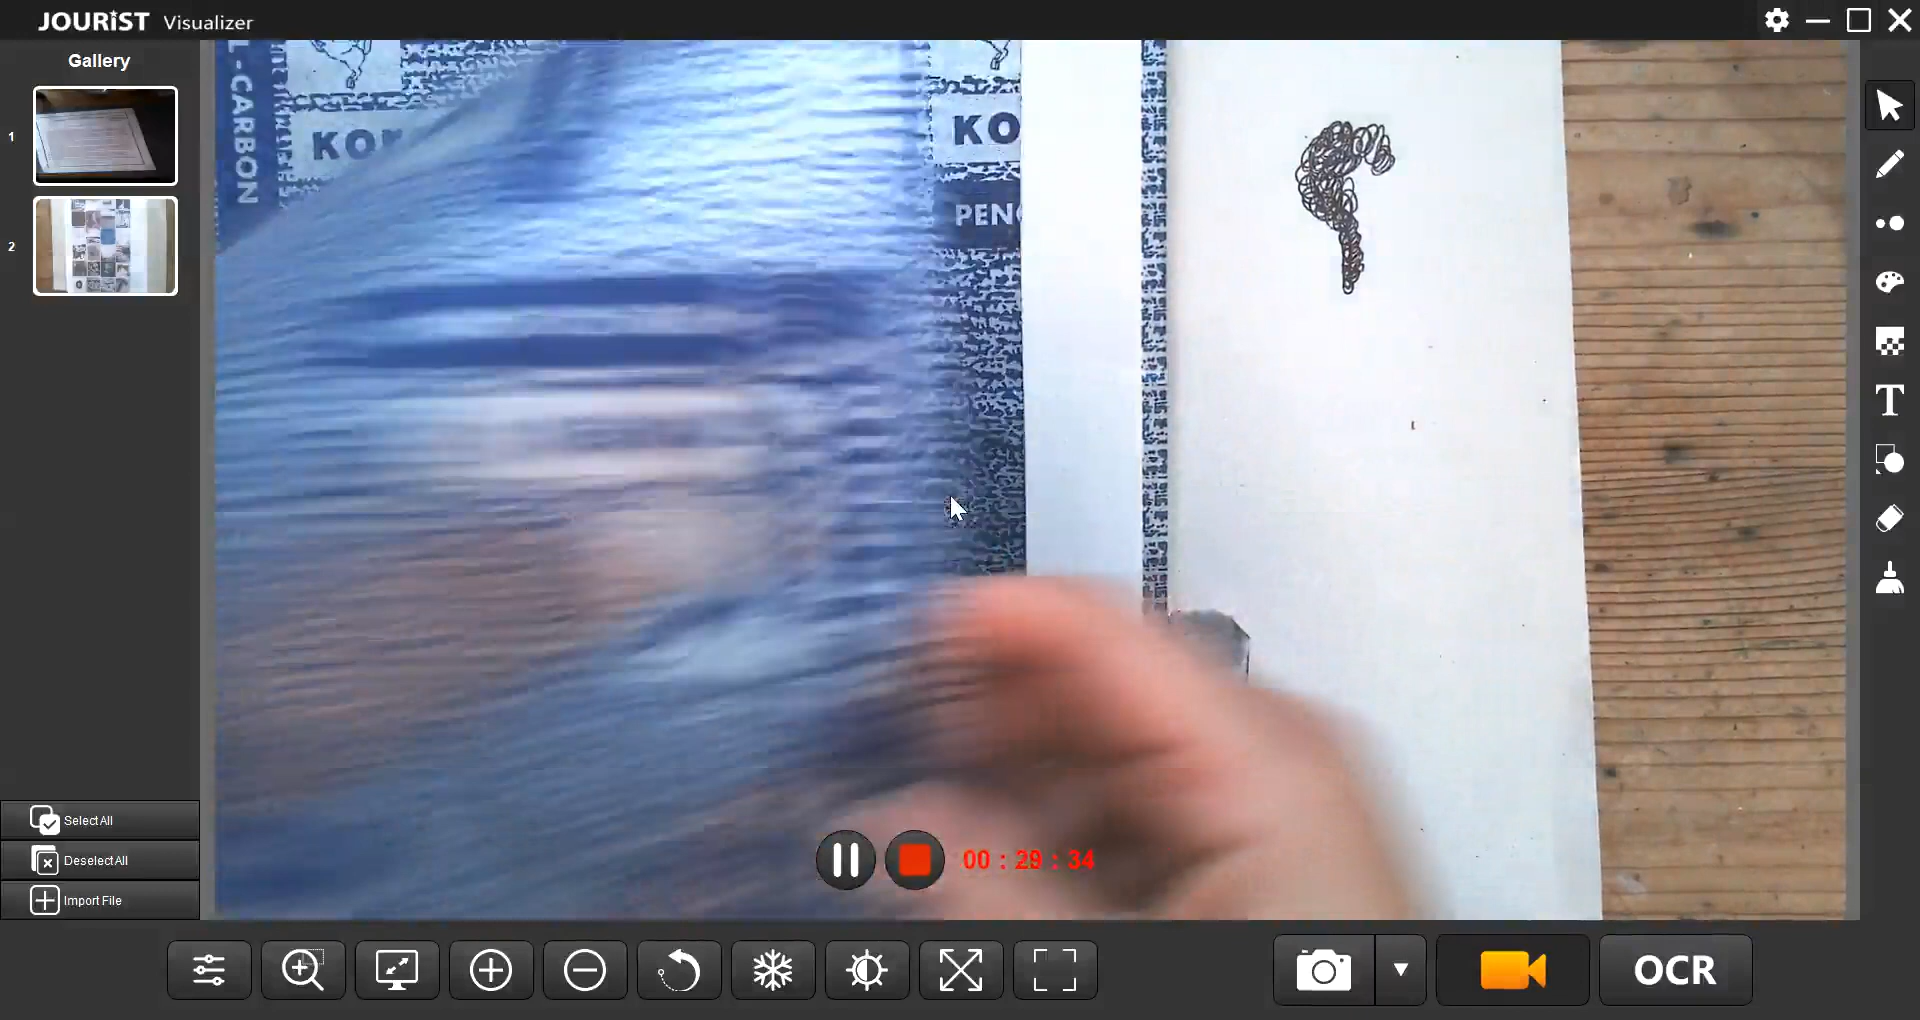 JOURIST Visualizer
Gallery
1
2
L-CARBON
KO
KO
PEN
Select All
Deselect All
Import File
00 : 29 : 34
OCR
T